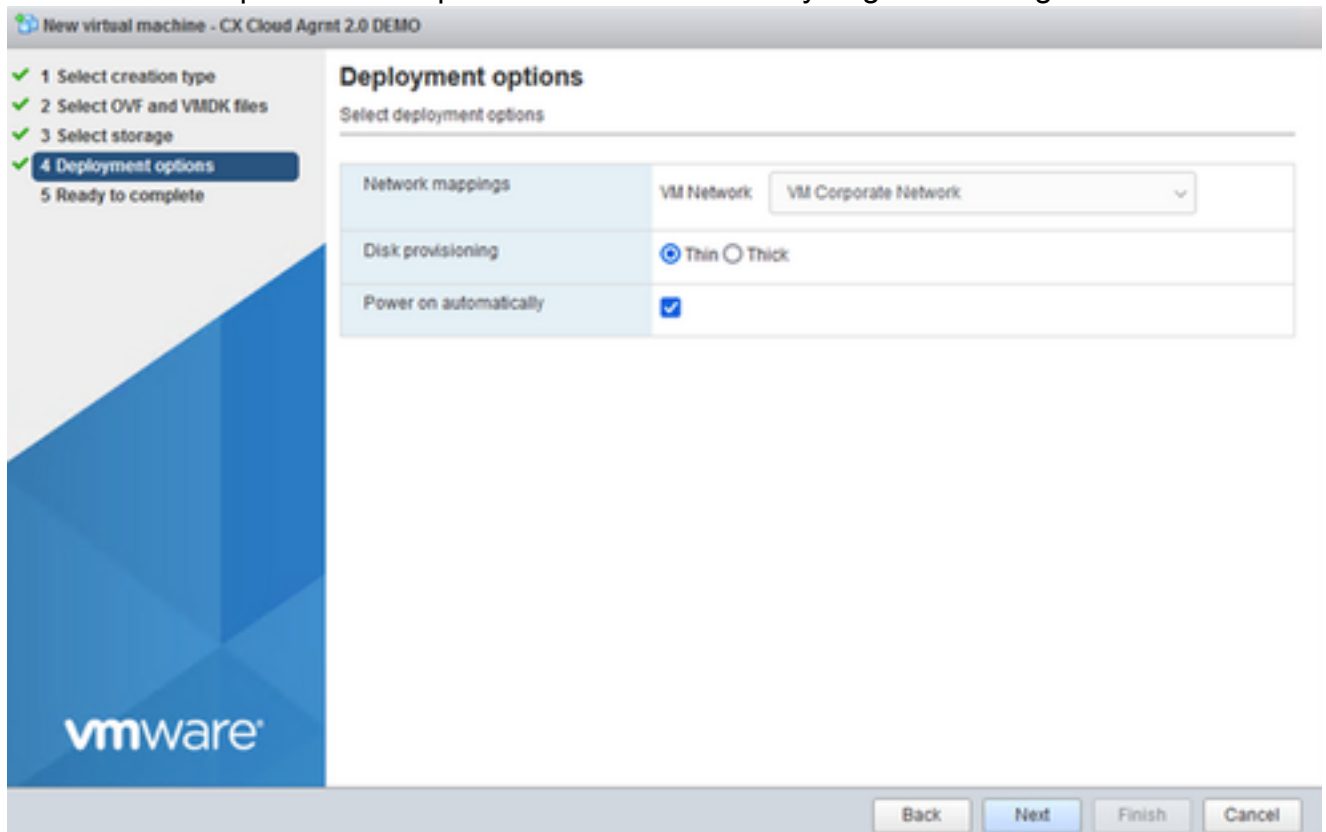 New virtual machine - CX Cloud Agrnt 2.0 DEMO
1 Select creation type
2 Select OVF and VMDK files
3 Select storage
4 Deployment options
5 Ready to complete
Deployment options
Select deployment options
Network mappings
VM Network VM Corporate Network
Disk provisioning
Thin Thick
Power on automatically
vmware
Back Next Finish Cancel